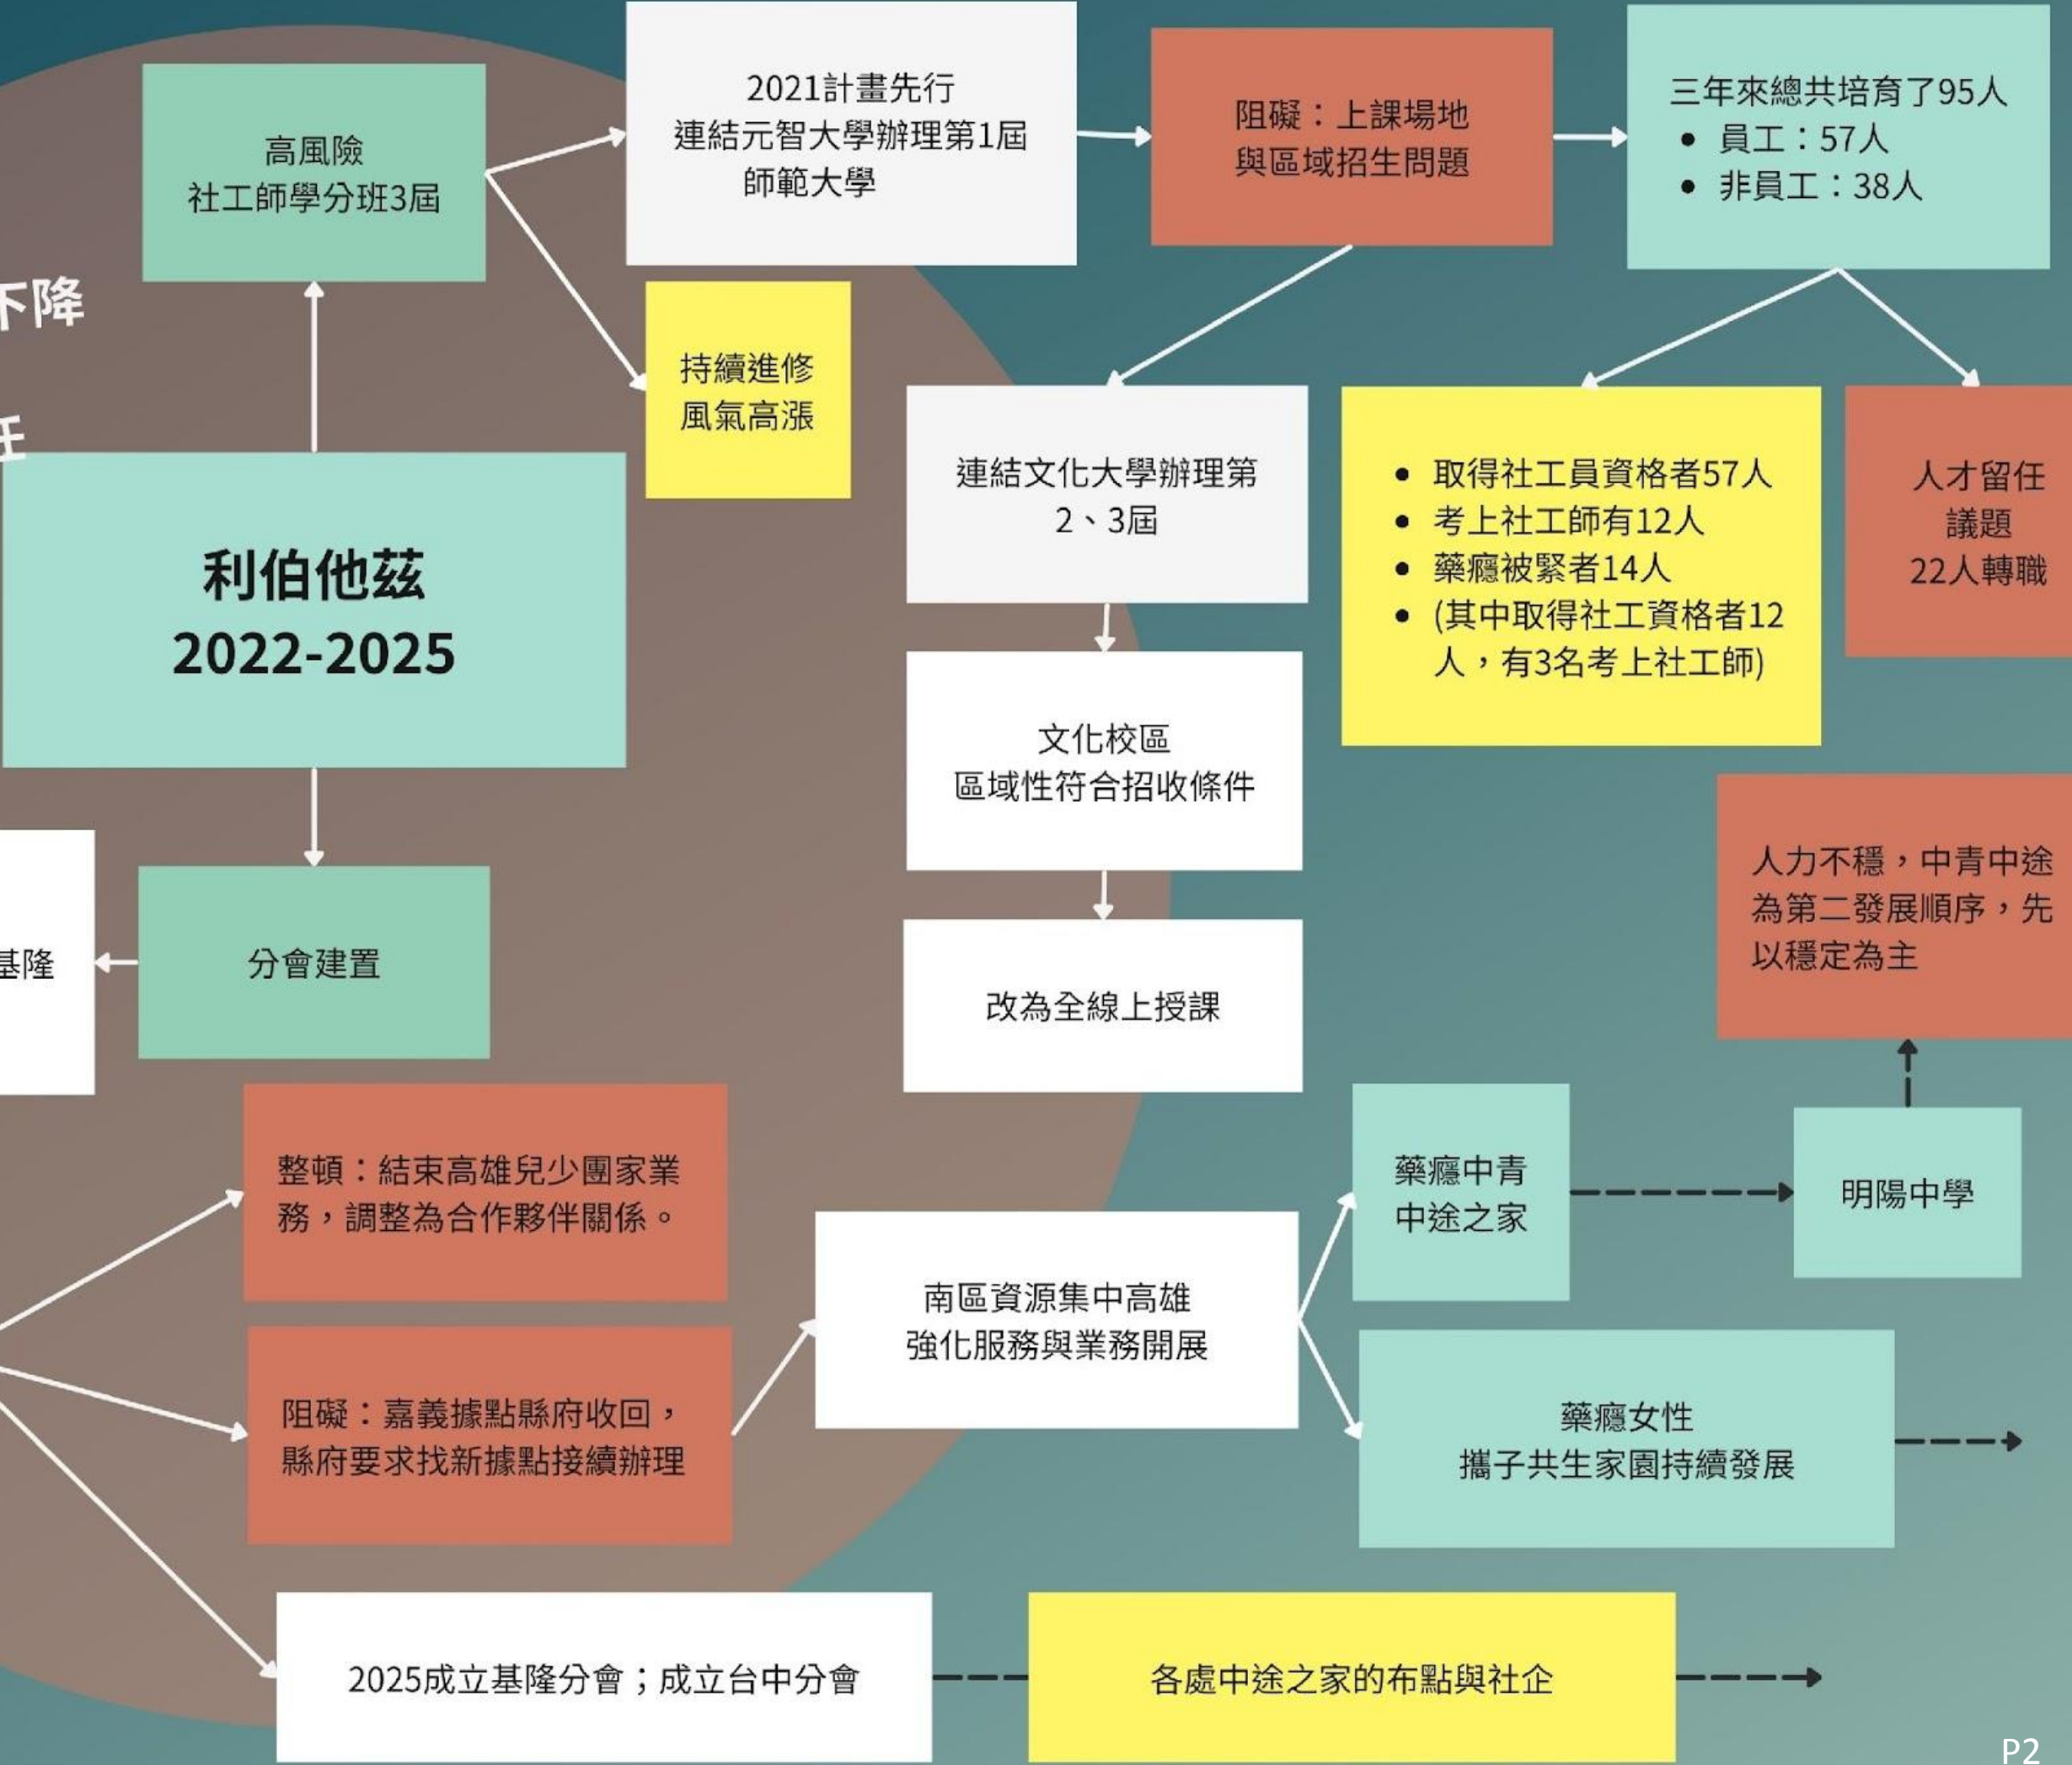 高風險
社工師學分班3屆
2021計畫先行
連結元智大學辦理第1屆
師範大學
阻礙：上課場地
與區域招生問題
三年來總共培育了95人
• 員工：57人
• 非員工：38人
下降
持續進修
風氣高漲
任
利伯他茲
2022-2025
連結文化大學辦理第
2、3屆
• 取得社工員資格者57人
• 考上社工師有12人
• 藥癮被緊者14人
• (其中取得社工資格者12
人，有3名考上社工師)
人才留任
議題
22人轉職
文化校區
區域性符合招收條件
人力不穩，中青中途
為第二發展順序，先
以穩定為主
基隆
分會建置
改為全線上授課
整頓：結束高雄兒少團家業
務，調整為合作夥伴關係。
藥癮中青
中途之家
明陽中學
南區資源集中高雄
強化服務與業務開展
阻礙：嘉義據點縣府收回，
縣府要求找新據點接續辦理
藥癮女性
攜子共生家園持續發展
2025成立基隆分會；成立台中分會
各處中途之家的布點與社企
P2